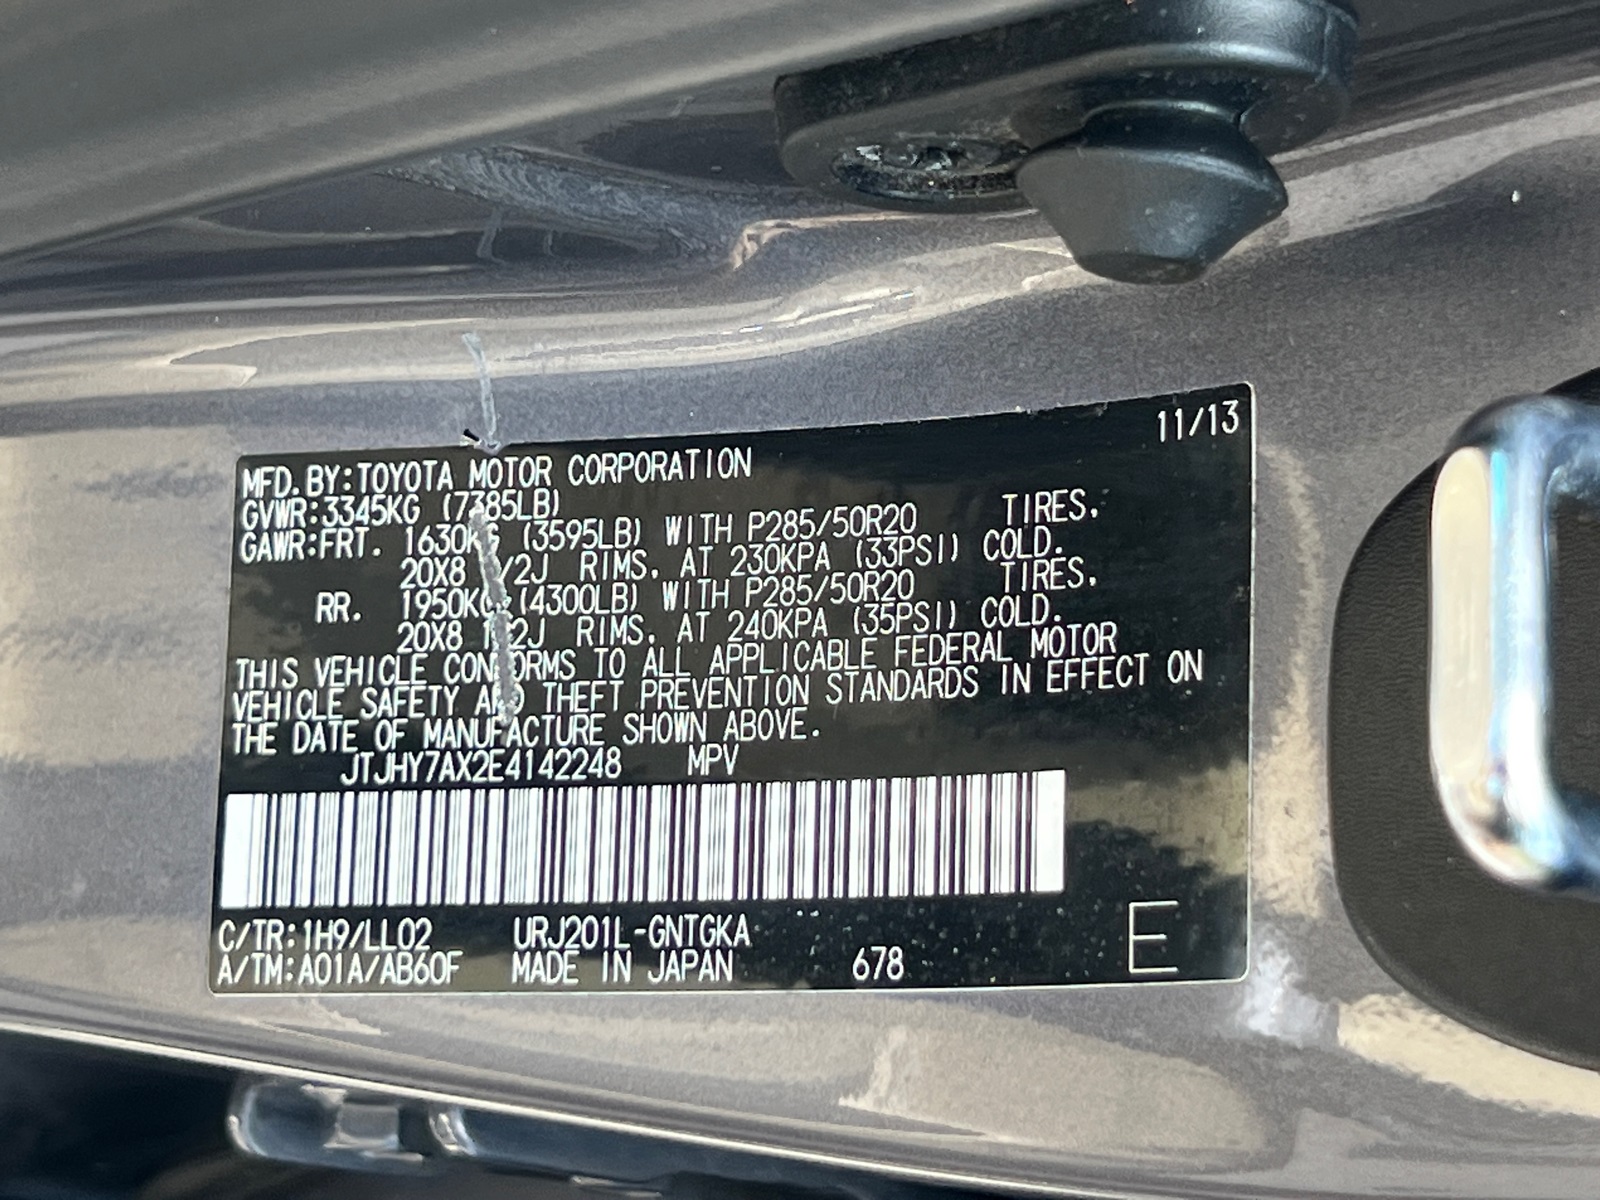 11/13
MFD.BY:TOYOTA MOTOR CORPORATION
GVWR:3345KG (7385LB)
GAWR:FRT. 1630KG (3595LB) WITH P285/50R20 TIRES,
20X8 /2J RIMS, AT 230KPA (33PSI) COLD.
RR. 1950KG (4300LB) WITH P285/50R20 TIRES,
20X8 1/2J RIMS, AT 240KPA (35PSI) COLD.
THIS VEHICLE CONFORMS TO ALL APPLICABLE FEDERAL MOTOR
VEHICLE SAFETY AND THEFT PREVENTION STANDARDS IN EFFECT ON
THE DATE OF MANUFACTURE SHOWN ABOVE.
JTJHY7AX2E4142248 MPV
C/TR:1H9/LL02 URJ201L-GNTGKA
A/TM:A01A/AB60F MADE IN JAPAN 678 E